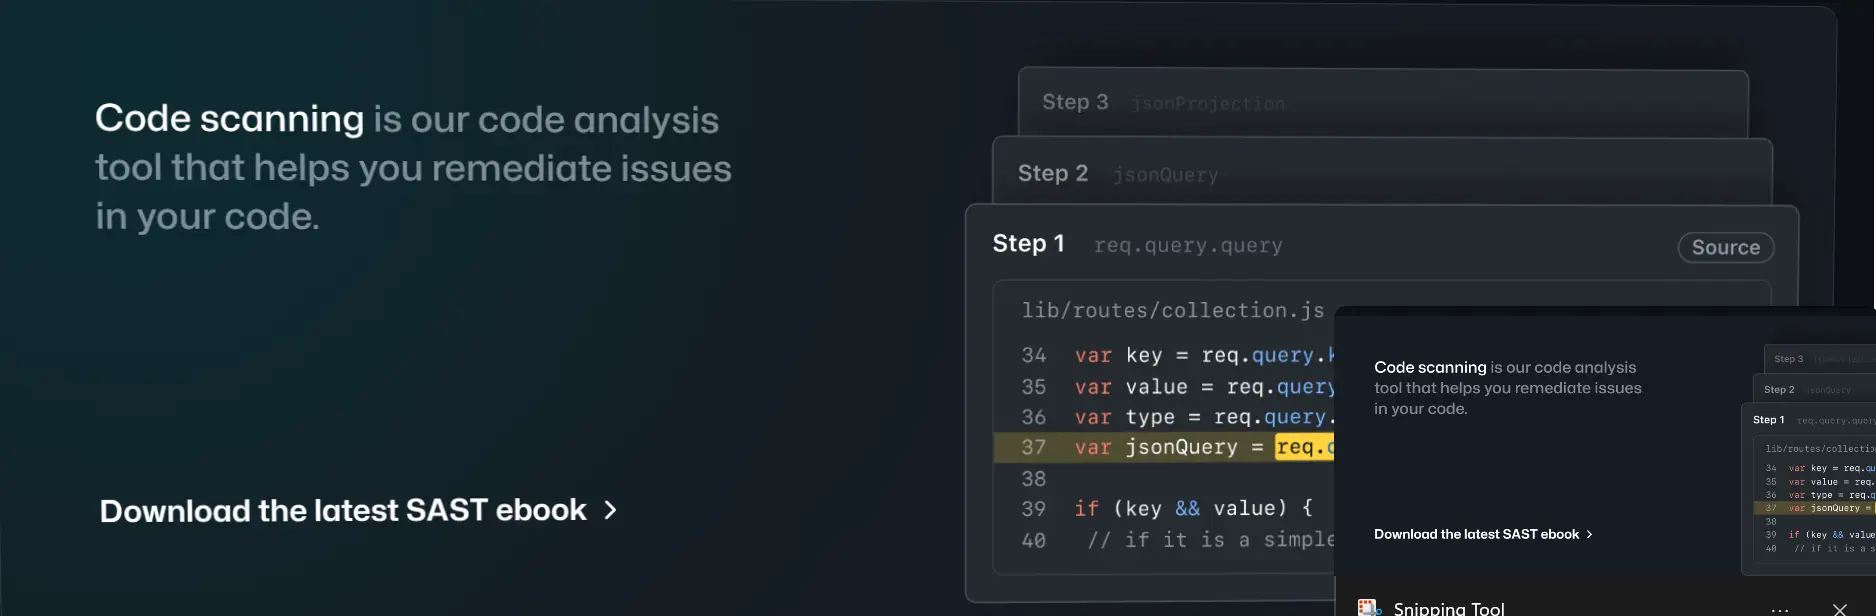 Code scanning is our code analysis
tool that helps you remediate issues
in your code.
Download the latest SAST ebook >
Step 3 jsonProjection
Step 2 jsonQuery
Step 1 req.query.query
Source
lib/routes/collection.js
34 var key = req.query.k
35 var value = req.query
36 var type = req.query.
37 var jsonQuery = req.q
38
39 if (key && value) {
40 // if it is a simple
Code scanning is our code analysis
tool that helps you remediate issues
in your code.
Download the latest SAST ebook >
Step 3
Step 2 jsonQuery
Step 1 req.query.query
lib/routes/collectio
34 var key = req.qu
35 var value = req.
36 var type = req.q
37 var jsonQuery =
38
39 if (key && value
40 // if it is a s
Snipping Tool